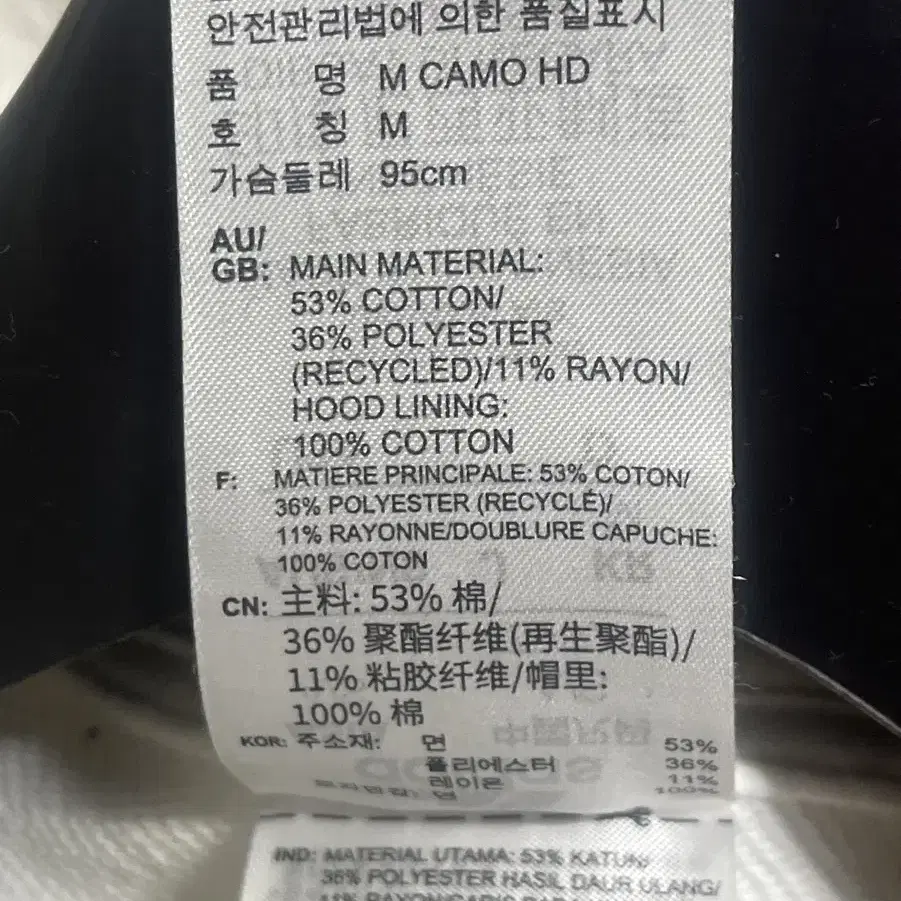 안전관리법에 의한 품질표시
품 명 M CAMO HD
호 칭 M
가슴둘레 95cm
AU/
GB: MAIN MATERIAL:
53% COTTON/
36% POLYESTER
(RECYCLED)/11% RAYON/
HOOD LINING:
100% COTTON
F: MATIERE PRINCIPALE: 53% COTON/
36% POLYESTER (RECYCLÉ)/
11% RAYONNE/DOUBLURE CAPUCHE:
100% COTON
CN: 主料: 53% 棉/
36% 聚酯纤维(再生聚酯)/
11% 粘胶纤维/帽里:
100% 棉
KOR: 주소재: 면 53%
폴리에스터 36%
레이온 11%
면 100%
IND: MATERIAL UTAMA: 53% KATUN/
36% POLYESTER HASIL DAUR ULANG/